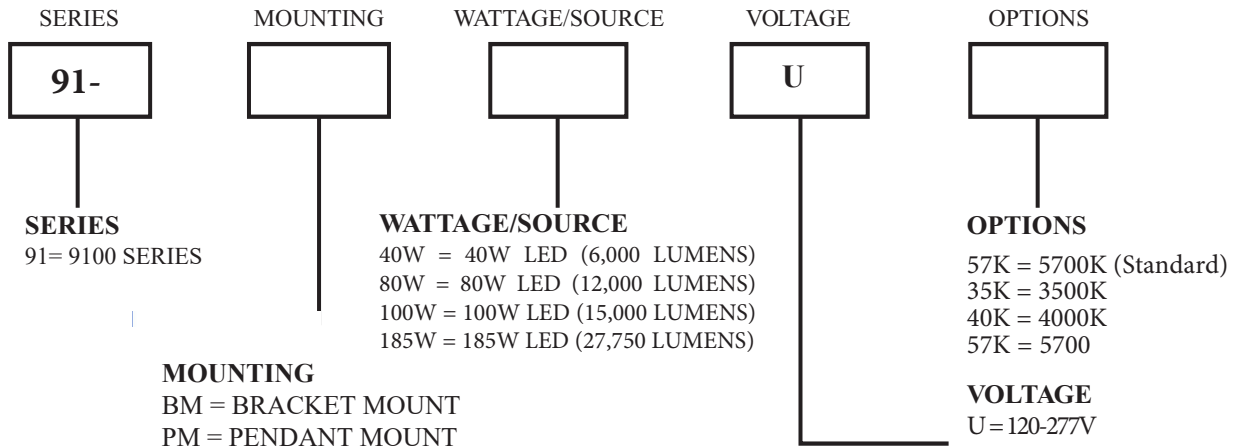 SERIES MOUNTING WATTAGE/SOURCE VOLTAGE OPTIONS
91- U
SERIES
91= 9100 SERIES
MOUNTING
BM = BRACKET MOUNT
PM = PENDANT MOUNT
WATTAGE/SOURCE
40W = 40W LED (6,000 LUMENS)
80W = 80W LED (12,000 LUMENS)
100W = 100W LED (15,000 LUMENS)
185W = 185W LED (27,750 LUMENS)
OPTIONS
57K = 5700K (Standard)
35K = 3500K
40K = 4000K
57K = 5700
VOLTAGE
U = 120-277V